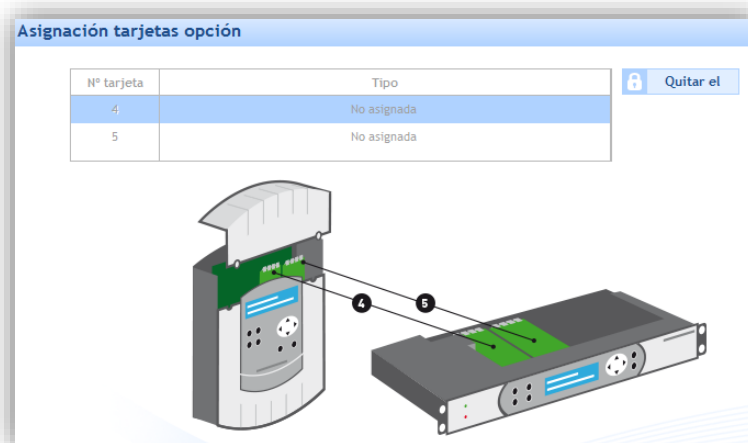 Asignación tarjetas opción
Nº tarjeta Tipo
4 No asignada
5 No asignada
Quitar el
4
5